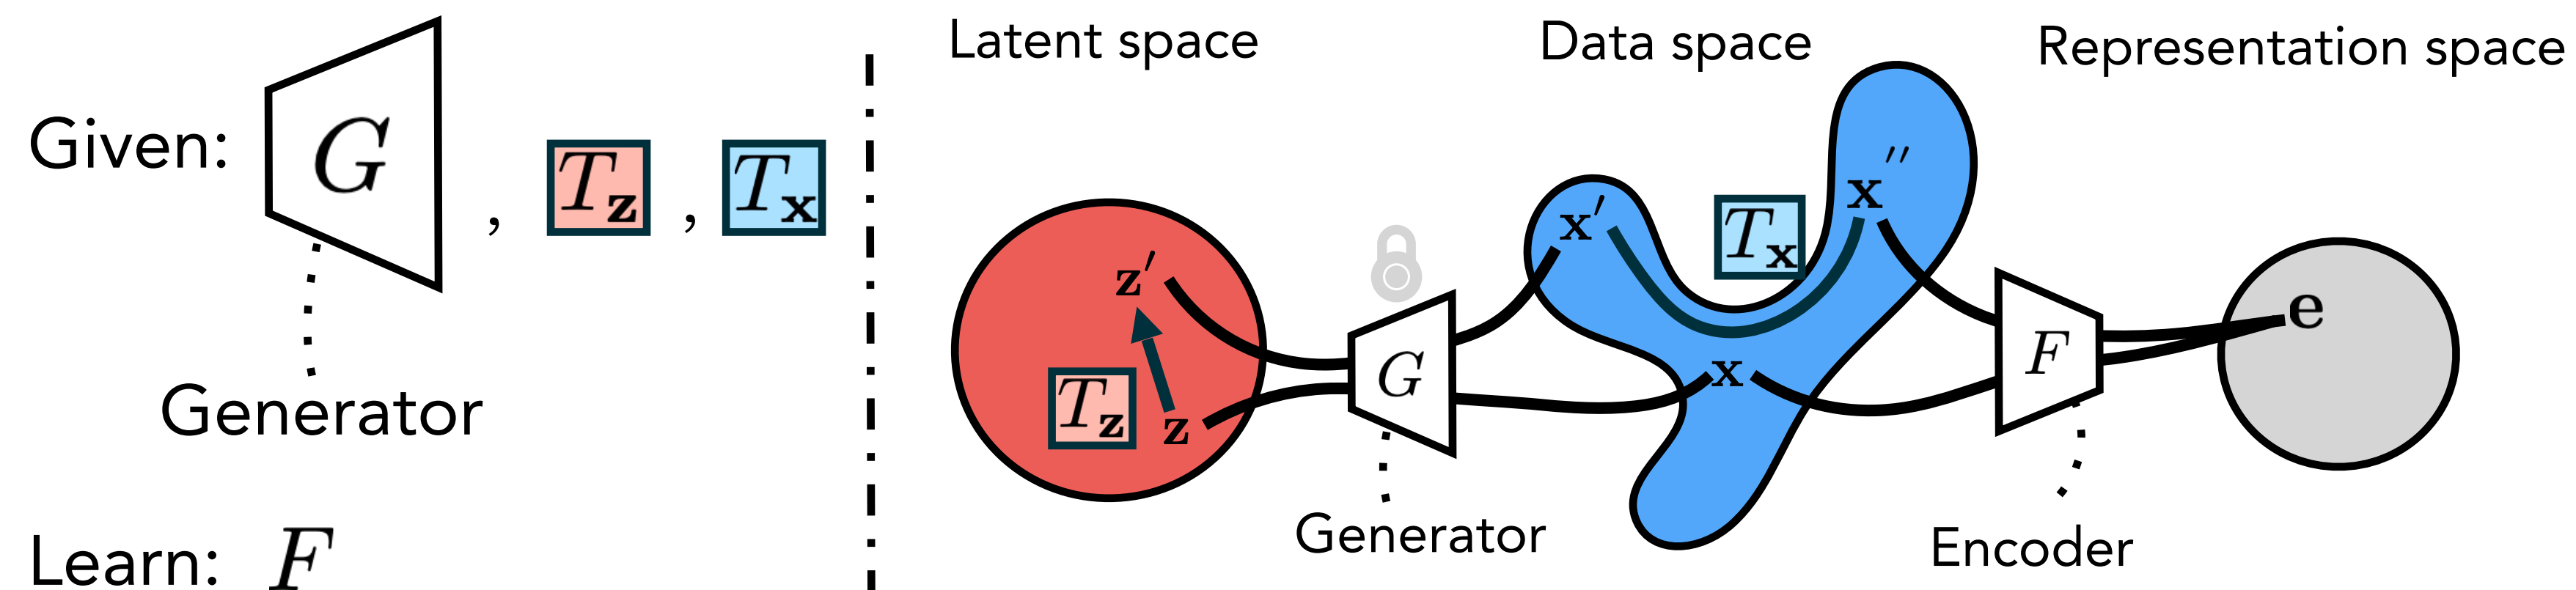 Given: G , T_z , T_x
Generator
Learn: F
Latent space
Data space
Representation space
z′
T_z
z
G
Generator
x′
T_x
x″
x
F
Encoder
e